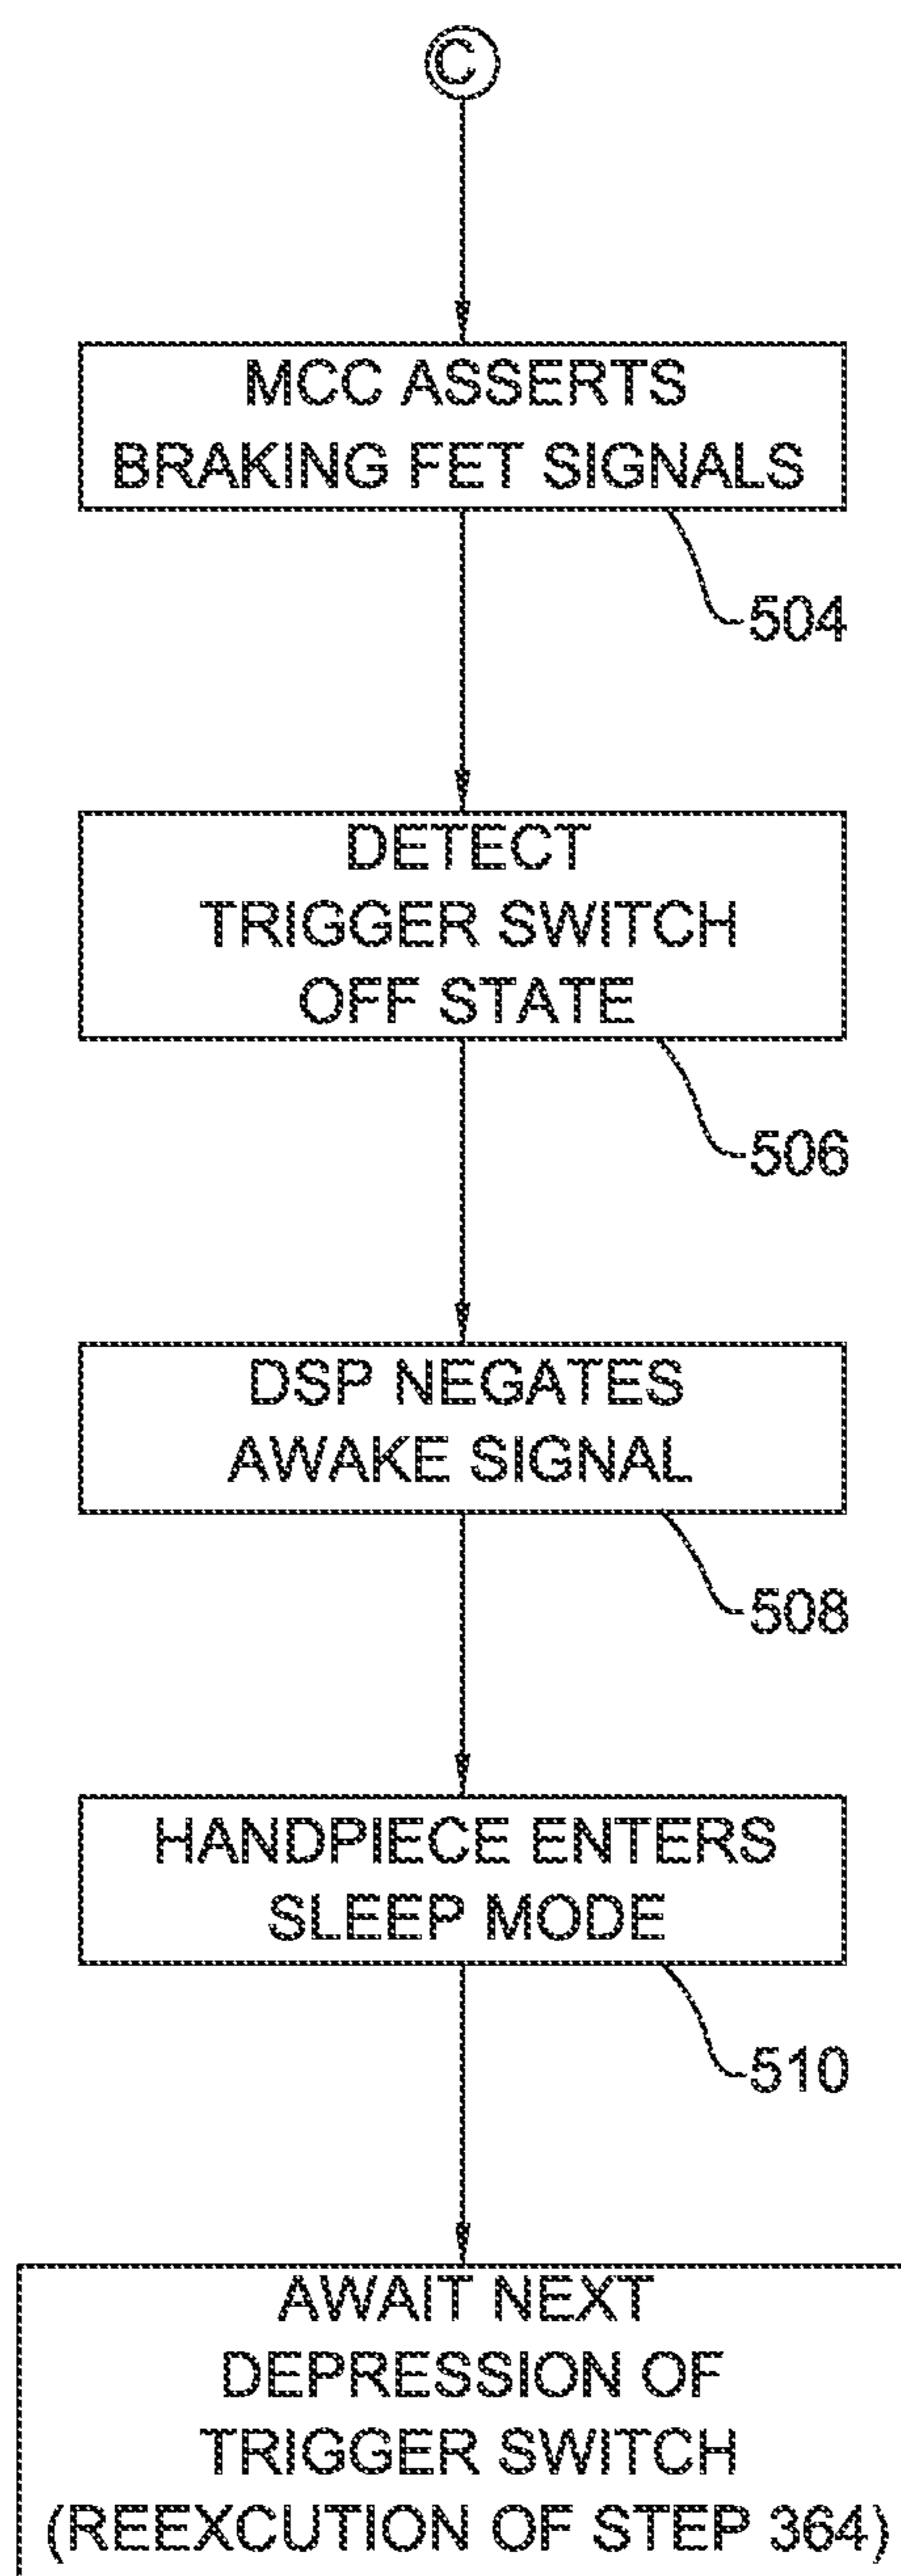 C
MCC ASSERTS
BRAKING FET SIGNALS
504
DETECT
TRIGGER SWITCH
OFF STATE
506
DSP NEGATES
AWAKE SIGNAL
508
HANDPIECE ENTERS
SLEEP MODE
510
AWAIT NEXT
DEPRESSION OF
TRIGGER SWITCH
(REEXCUTION OF STEP 364)